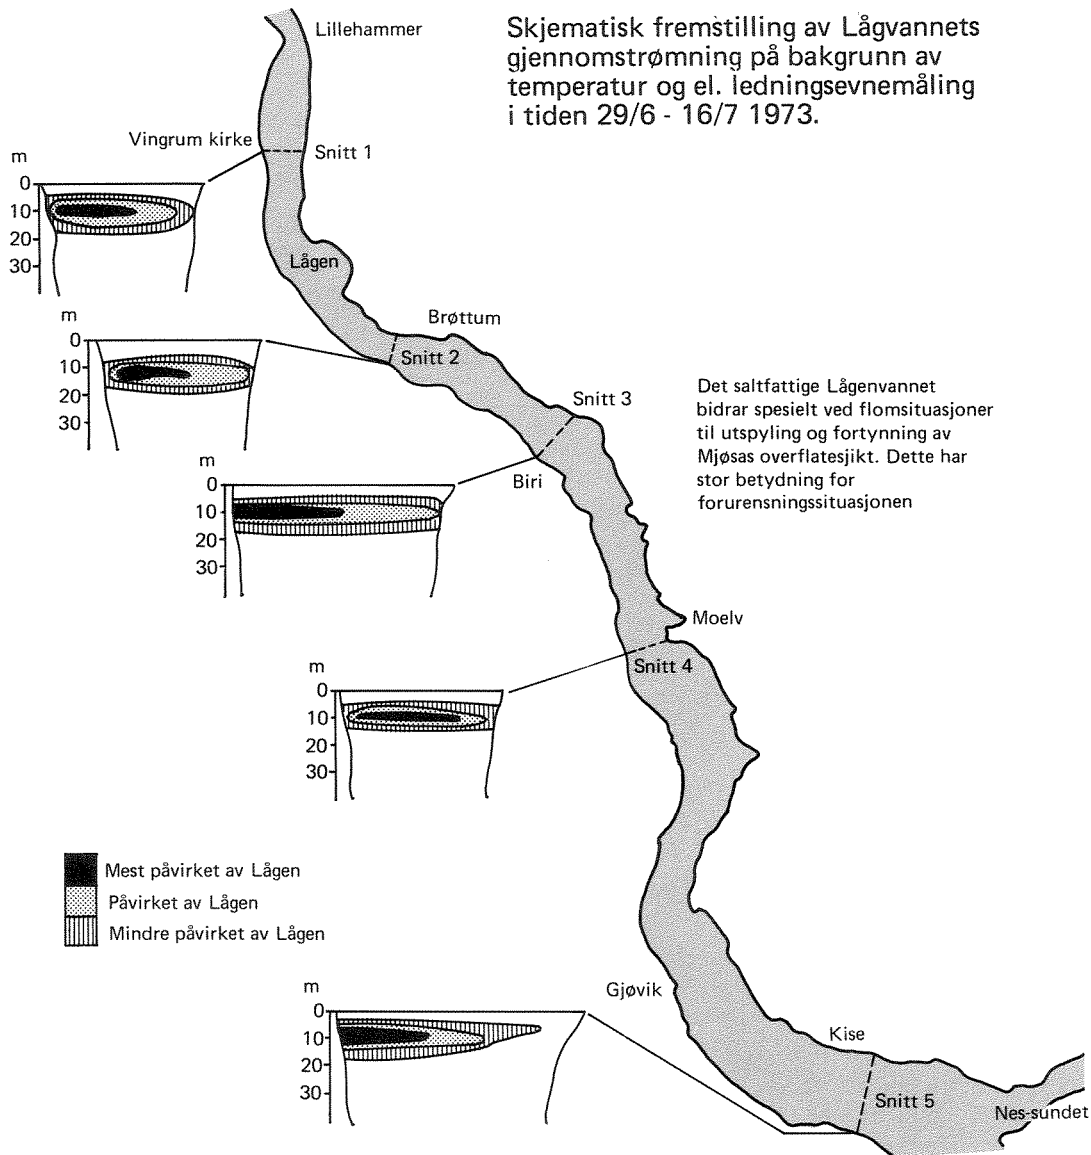 Skjematisk fremstilling av Lågvannets
gjennomstrømning på bakgrunn av
temperatur og el. ledningsevnemåling
i tiden 29/6 - 16/7 1973.
Lillehammer
Vingrum kirke
Snitt 1
m
0
10
20
30
Lågen
m
0
10
20
30
Brøttum
Snitt 2
Snitt 3
Det saltfattige Lågenvannet
bidrar spesielt ved flomsituasjoner
til utspyling og fortynning av
Mjøsas overflatesjikt. Dette har
stor betydning for
forurensningssituasjonen
m
0
10
20
30
Biri
Moelv
Snitt 4
m
0
10
20
30
Mest påvirket av Lågen
Påvirket av Lågen
Mindre påvirket av Lågen
Gjøvik
m
0
10
20
30
Kise
Snitt 5
Nes-sundet